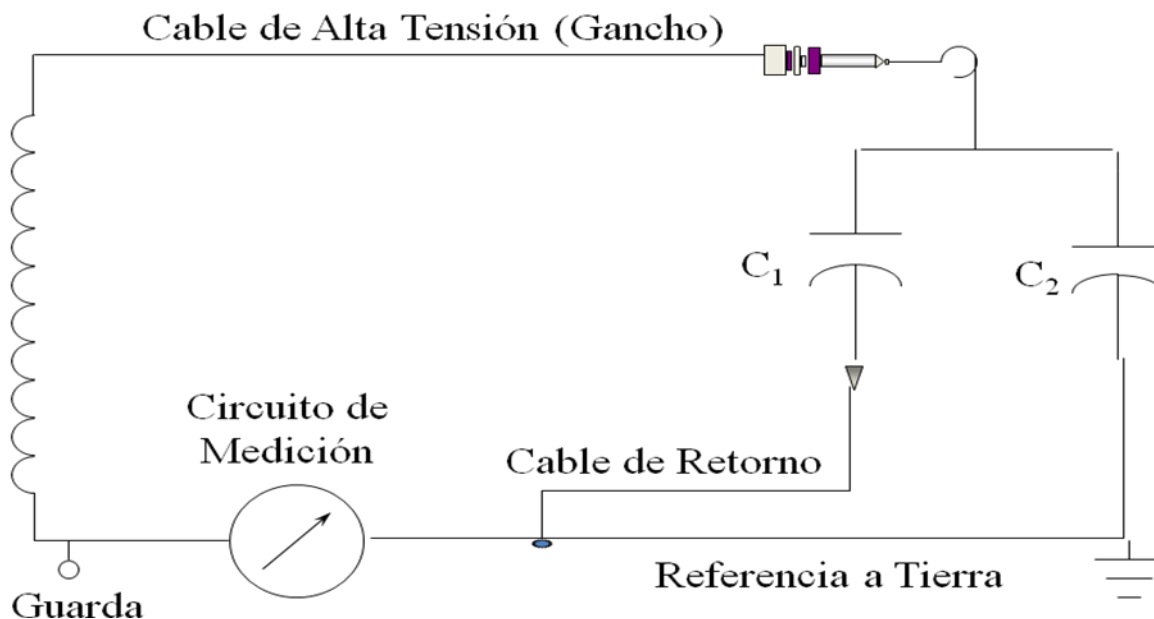 Cable de Alta Tensión (Gancho)
C₁
C₂
Circuito de
Medición
Cable de Retorno
Referencia a Tierra
Guarda